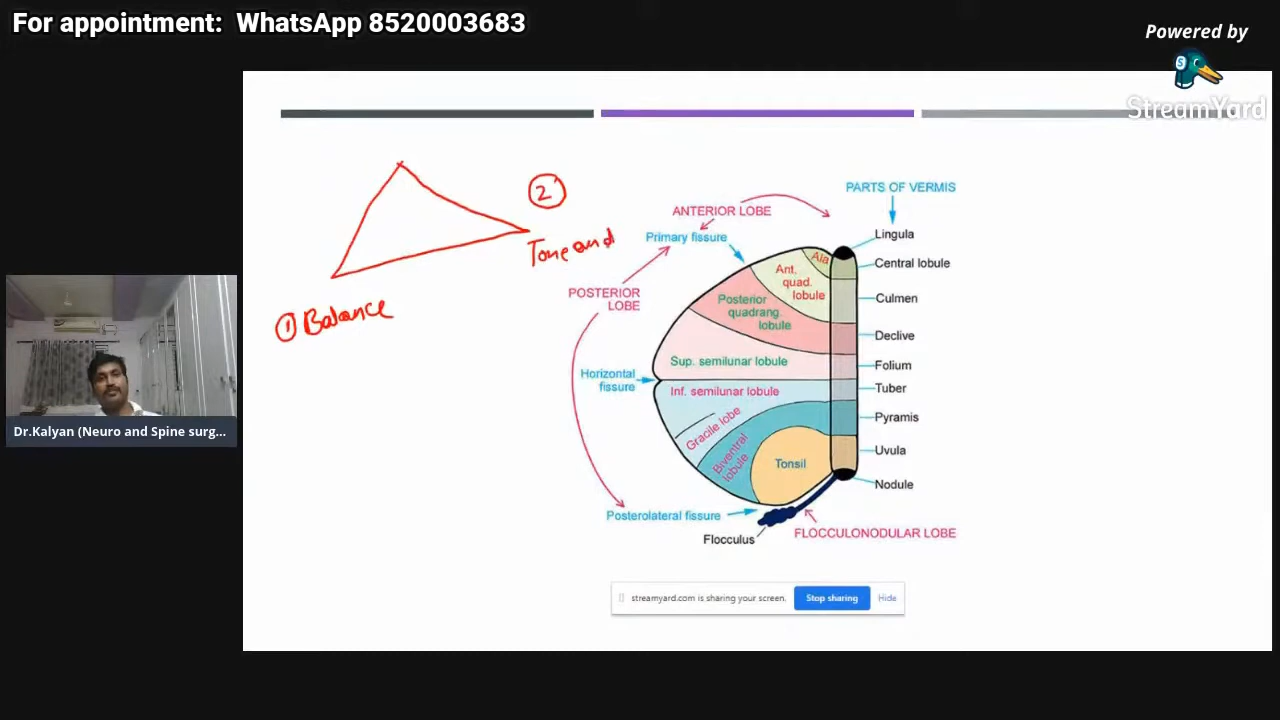 For appointment: WhatsApp 8520003683
Powered by
StreamYard
2
Tone and
1 Balance
PARTS OF VERMIS
ANTERIOR LOBE
Primary fissure
POSTERIOR
LOBE
Horizontal
fissure
Ala
Ant.
quad.
lobule
Posterior
quadrang.
lobule
Sup. semilunar lobule
Inf. semilunar lobule
Gracile lobe
Biventral
lobule
Tonsil
Lingula
Central lobule
Culmen
Declive
Folium
Tuber
Pyramis
Uvula
Nodule
Posterolateral fissure
Flocculus
FLOCCULONODULAR LOBE
Dr.Kalyan (Neuro and Spine surg...
streamyard.com is sharing your screen.
Stop sharing
Hide